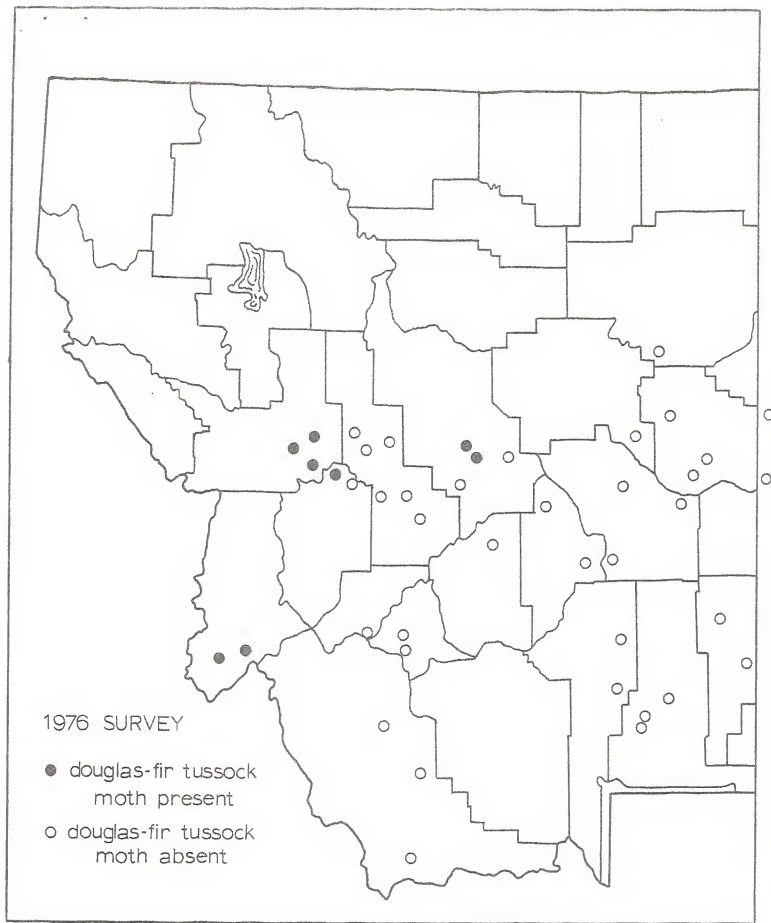 1976 SURVEY
douglas-fir tussock
moth present
douglas-fir tussock
moth absent